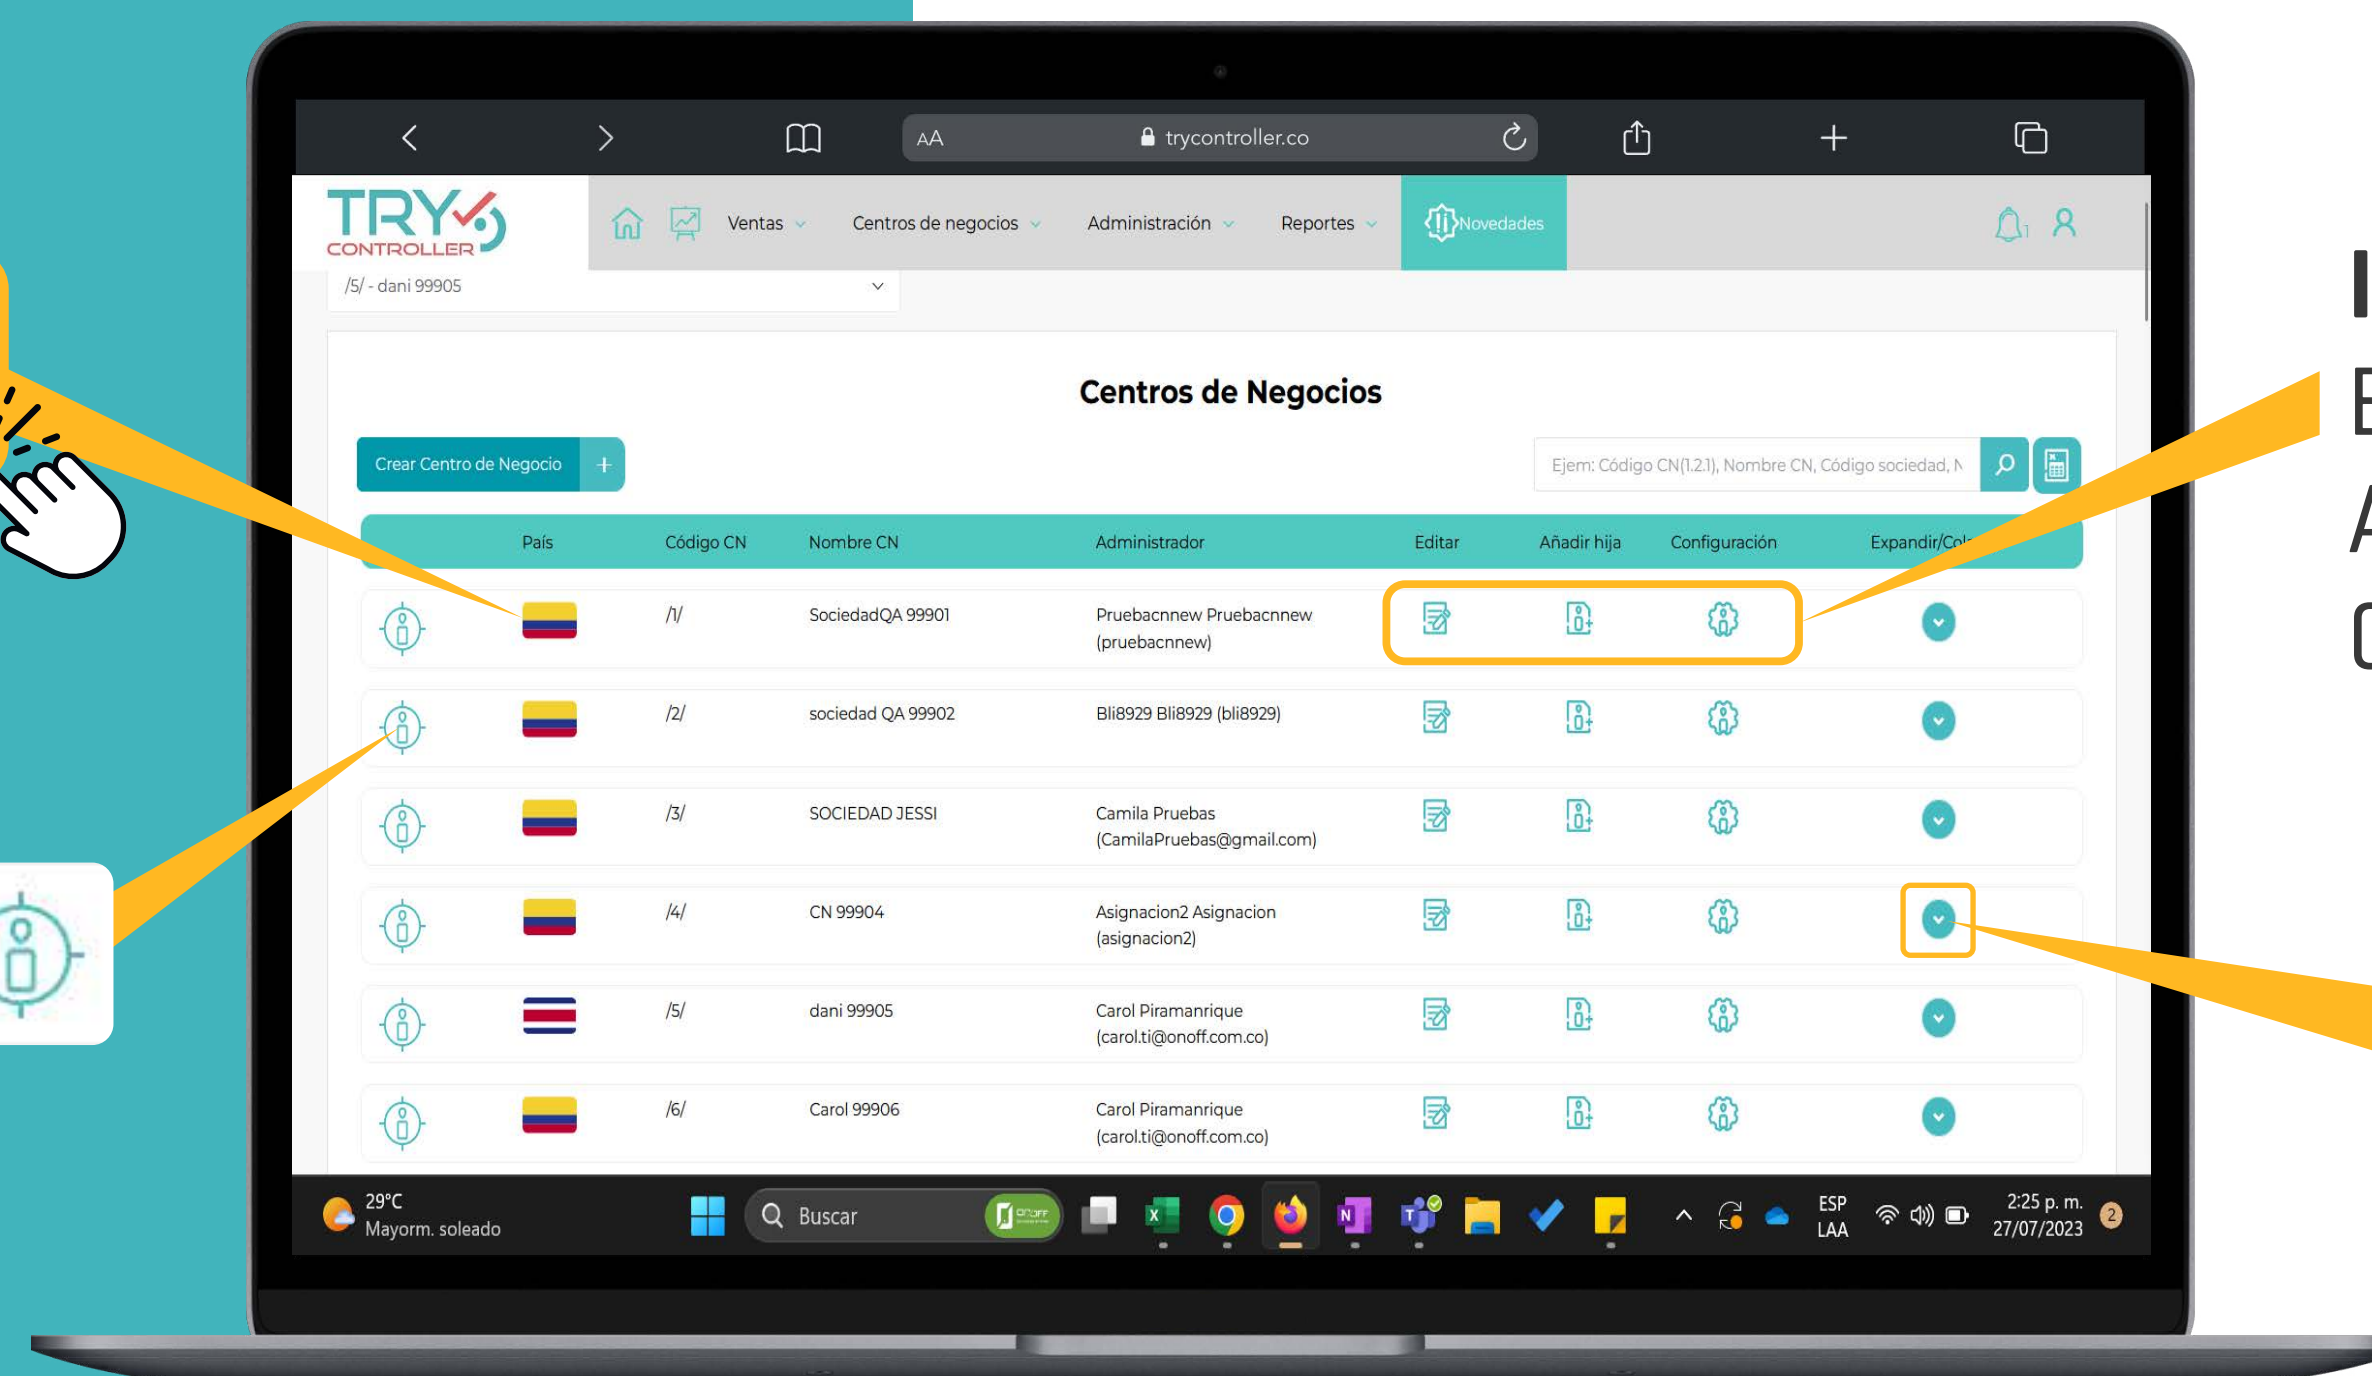 AA
trycontroller.co
TRY
CONTROLLER
Ventas
Centros de negocios
Administración
Reportes
Novedades
1
/5/ - dani 99905
Centros de Negocios
Crear Centro de Negocio +
Ejem: Código CN(1.2.1), Nombre CN, Código sociedad, N
País Código CN Nombre CN Administrador Editar Añadir hija Configuración Expandir/Col
/1/ SociedadQA 99901 Pruebacnnew Pruebacnnew
(pruebacnnew)
/2/ sociedad QA 99902 Bli8929 Bli8929 (bli8929)
/3/ SOCIEDAD JESSI Camila Pruebas
(CamilaPruebas@gmail.com)
/4/ CN 99904 Asignacion2 Asignacion
(asignacion2)
/5/ dani 99905 Carol Piramanrique
(carol.ti@onoff.com.co)
/6/ Carol 99906 Carol Piramanrique
(carol.ti@onoff.com.co)
29°C
Mayorm. soleado
Buscar
ESP
LAA
2:25 p. m.
27/07/2023
2